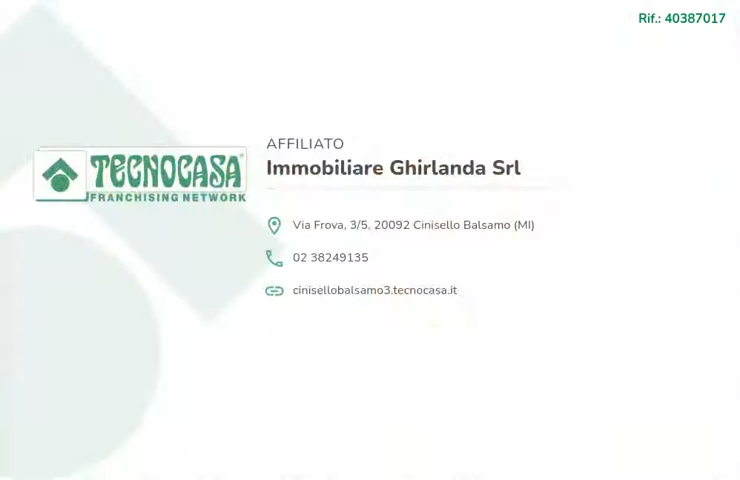 Rif.: 40387017
TECNOCASA
FRANCHISING NETWORK
AFFILIATO
Immobiliare Ghirlanda Srl
Via Frova, 3/5, 20092 Cinisello Balsamo (MI)
02 38249135
cinisellobalsamo3.tecnocasa.it